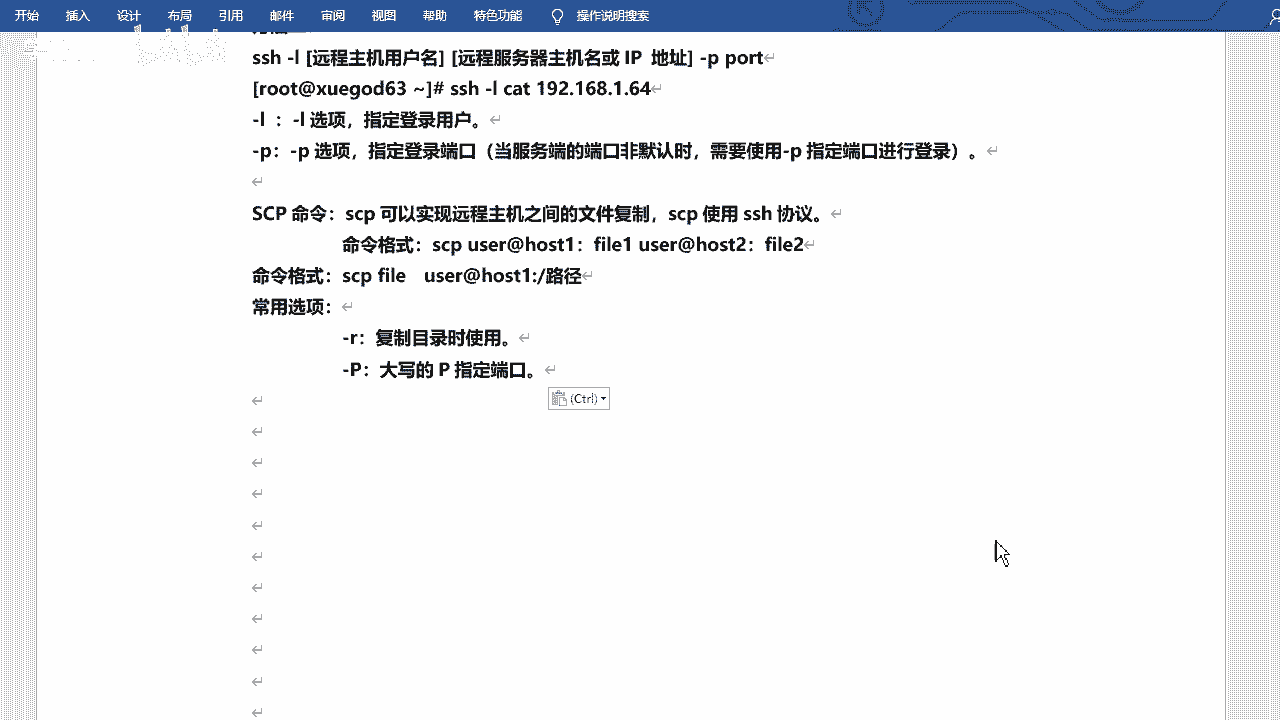 开始 插入 设计 布局 引用 邮件 审阅 视图 帮助 特色功能 操作说明搜索
ssh -l [远程主机用户名] [远程服务器主机名或 IP 地址] -p port
[root@xuegod63 ~]# ssh -l cat 192.168.1.64
-l ：-l 选项，指定登录用户。
-p：-p 选项，指定登录端口（当服务端的端口非默认时，需要使用-p 指定端口进行登录）。
SCP 命令：scp 可以实现远程主机之间的文件复制，scp 使用 ssh 协议。
命令格式：scp user@host1：file1 user@host2：file2
命令格式：scp file user@host1:/路径
常用选项：
-r：复制目录时使用。
-P：大写的 P 指定端口。
(Ctrl)